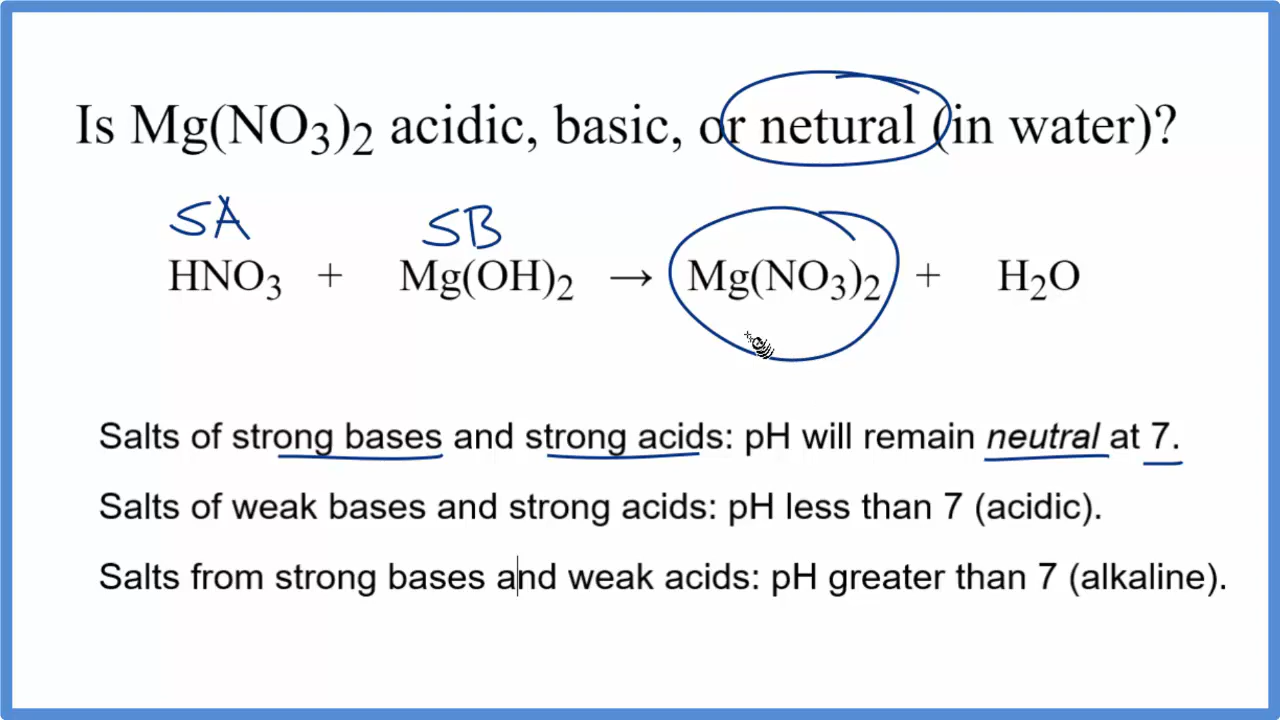 Is Mg(NO3)2 acidic, basic, or netural (in water)?
SA SB
HNO3 + Mg(OH)2 → Mg(NO3)2 + H2O
Salts of strong bases and strong acids: pH will remain neutral at 7.
Salts of weak bases and strong acids: pH less than 7 (acidic).
Salts from strong bases and weak acids: pH greater than 7 (alkaline).